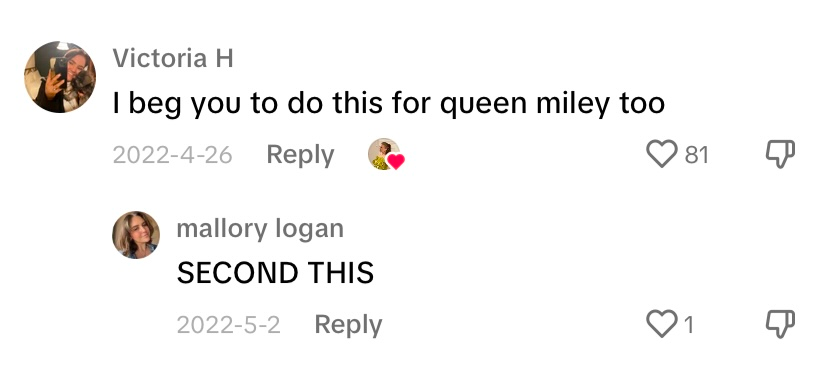 Victoria H
I beg you to do this for queen miley too
2022-4-26 Reply 81
mallory logan
SECOND THIS
2022-5-2 Reply 1